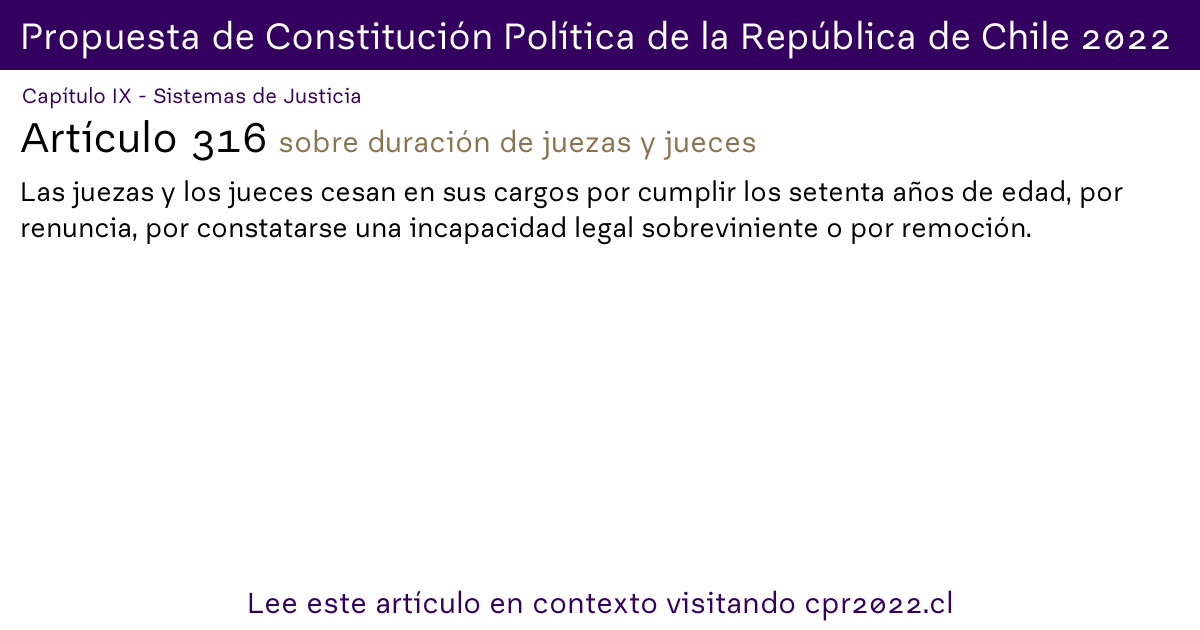 Propuesta de Constitución Política de la República de Chile 2022
Capítulo IX - Sistemas de Justicia
Artículo 316 sobre duración de juezas y jueces
Las juezas y los jueces cesan en sus cargos por cumplir los setenta años de edad, por
renuncia, por constatarse una incapacidad legal sobreviniente o por remoción.
Lee este artículo en contexto visitando cpr2022.cl